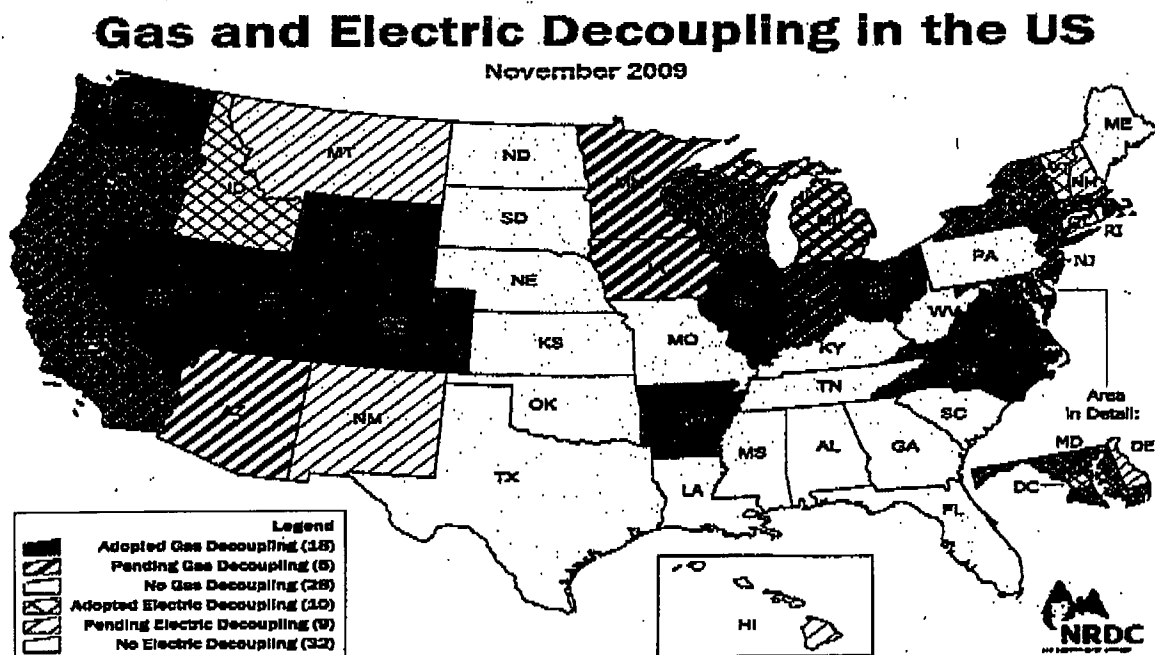 Gas and Electric Decoupling in the US
November 2009
ME
MT
ND
SD
NE
KS
OK
TX
NM
MO
KY
TN
MS
AL
GA
SC
LA
FL
PA
NJ
RI
NH
WV
ID
Area
in Detail:
MD
DE
DC
HI
Legend
Adopted Gas Decoupling (18)
Pending Gas Decoupling (5)
No Gas Decoupling (28)
Adopted Electric Decoupling (10)
Pending Electric Decoupling (9)
No Electric Decoupling (32)
NRDC